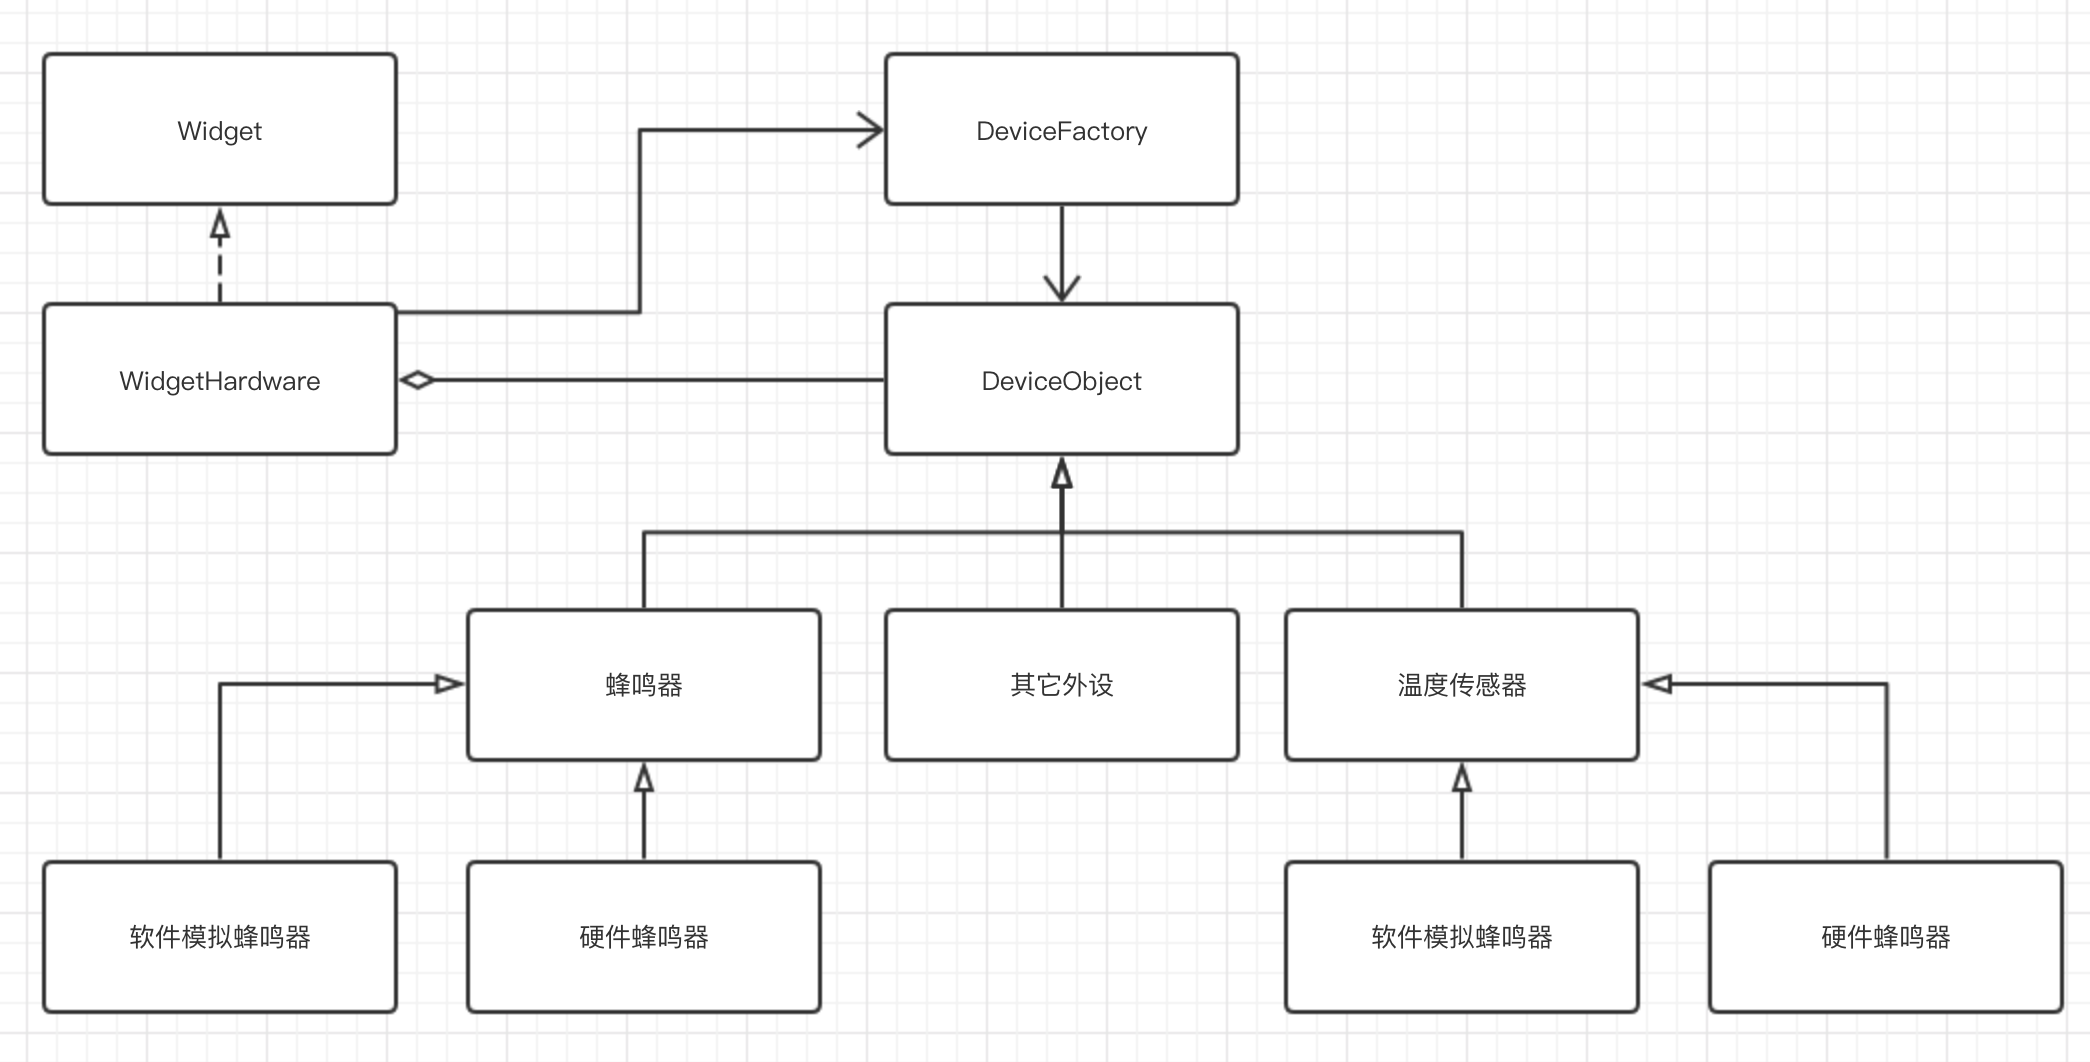 Widget
DeviceFactory
WidgetHardware
DeviceObject
蜂鸣器
其它外设
温度传感器
软件模拟蜂鸣器
硬件蜂鸣器
软件模拟蜂鸣器
硬件蜂鸣器